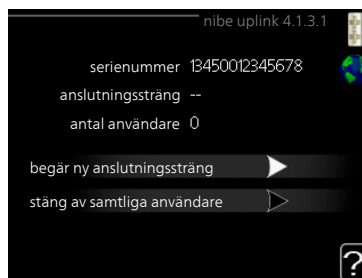 nibe uplink 4.1.3.1
serienummer 13450012345678
anslutningssträng --
antal användare 0
begär ny anslutningssträng
stäng av samtliga användare
?